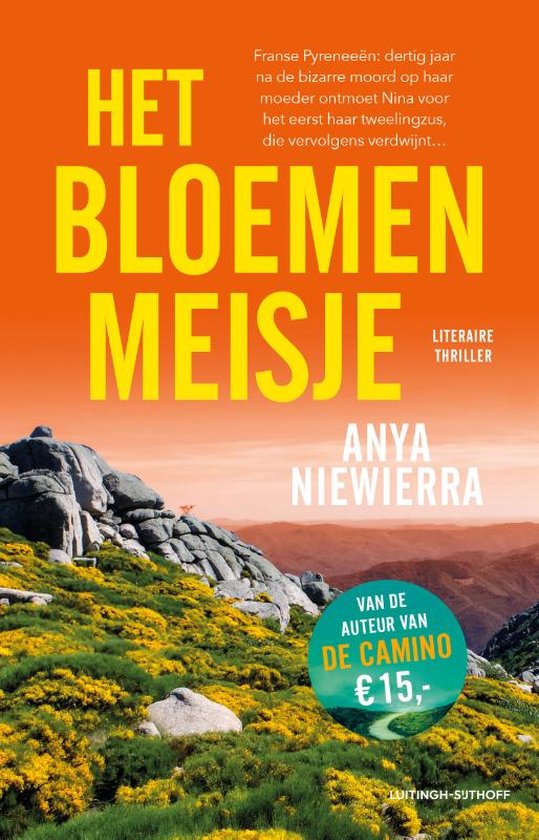 Franse Pyreneeën: dertig jaar
na de bizarre moord op haar
moeder ontmoet Nina voor
het eerst haar tweelingzus,
die vervolgens verdwijnt...
HET
BLOEMEN
MEISJE
LITERAIRE
THRILLER
ANYA
NIEWIERRA
VAN DE
AUTEUR VAN
DE CAMINO
€ 15,-
LUITINGH-SIJTHOFF